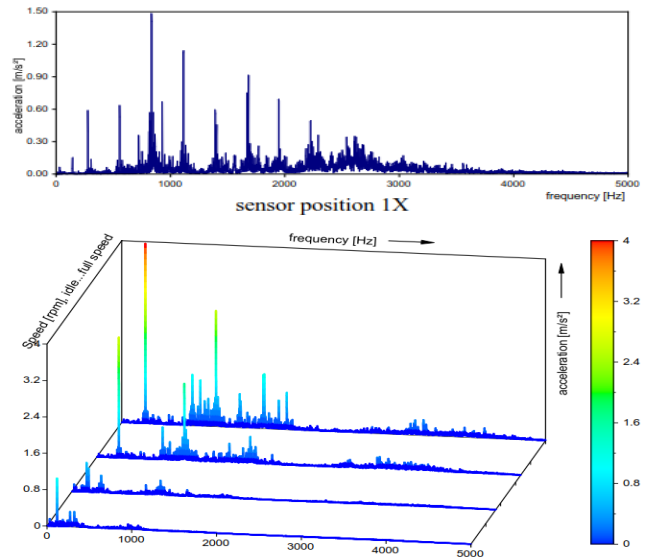 1.50
1.20
0.90
0.60
0.30
0.00
acceleration [m/s²]
0 1000 2000 3000 4000 5000
frequency [Hz]
sensor position 1X
frequency [Hz]
Speed [rpm], idle...full speed
acceleration [m/s²]
4
3.2
2.4
1.6
0.8
0
0 1000 2000 3000 4000 5000
4
3.2
2.4
1.6
0.8
0